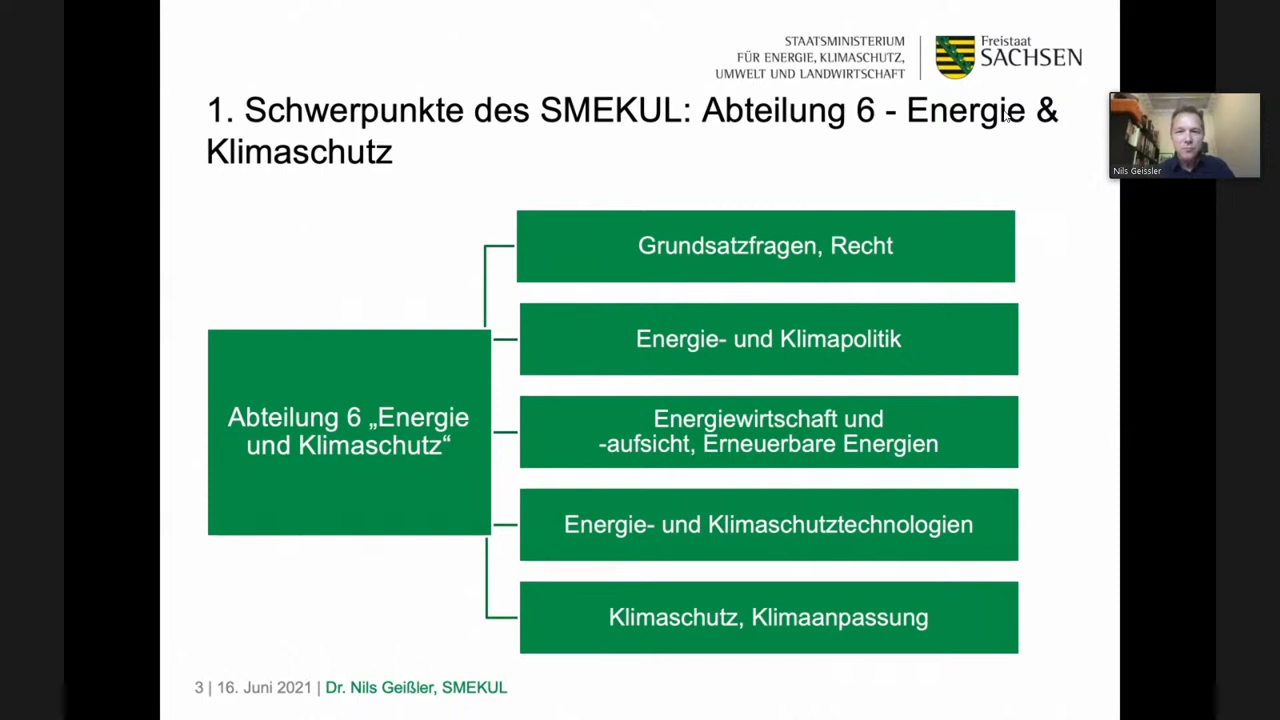 STAATSMINISTERIUM
FÜR ENERGIE, KLIMASCHUTZ,
UMWELT UND LANDWIRTSCHAFT
Freistaat
SACHSEN
1. Schwerpunkte des SMEKUL: Abteilung 6 - Energie &
Klimaschutz
Nils Geissler
Abteilung 6 „Energie
und Klimaschutz“
Grundsatzfragen, Recht
Energie- und Klimapolitik
Energiewirtschaft und
-aufsicht, Erneuerbare Energien
Energie- und Klimaschutztechnologien
Klimaschutz, Klimaanpassung
3 | 16. Juni 2021 | Dr. Nils Geißler, SMEKUL